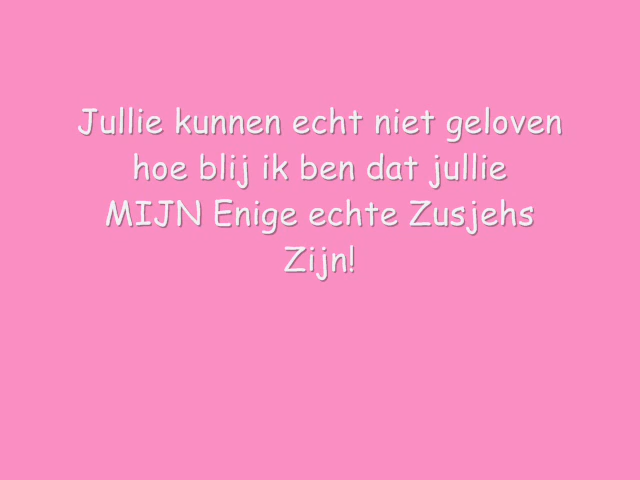 Jullie kunnen echt niet geloven
hoe blij ik ben dat jullie
MIJN Enige echte Zusjehs
Zijn!